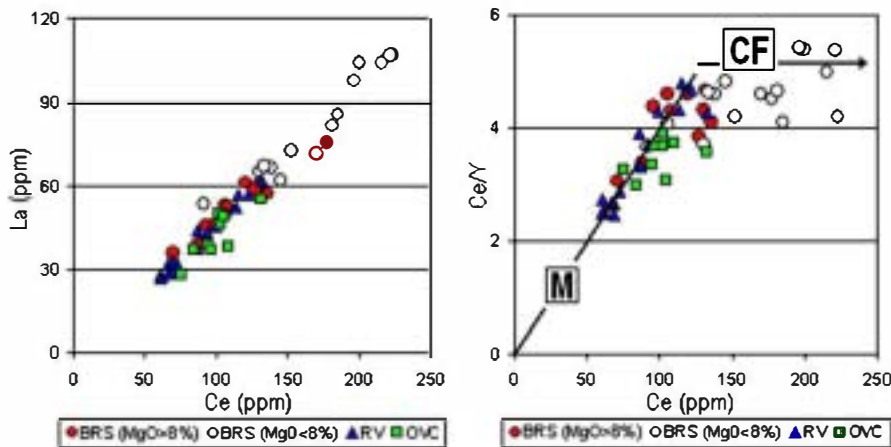 120
90
60
30
0
La (ppm)
0 50 100 150 200 250
Ce (ppm)
BRS (MgO>8%) BRS (MgO<8%) RV OVC
6
4
2
0
Ce/Y
CF
M
0 50 100 150 200 250
Ce (ppm)
BRS (MgO>8%) BRS (MgO<8%) RV OVC